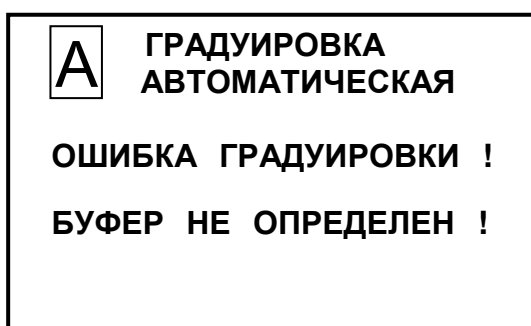 А ГРАДУИРОВКА
АВТОМАТИЧЕСКАЯ
ОШИБКА ГРАДУИРОВКИ !
БУФЕР НЕ ОПРЕДЕЛЕН !